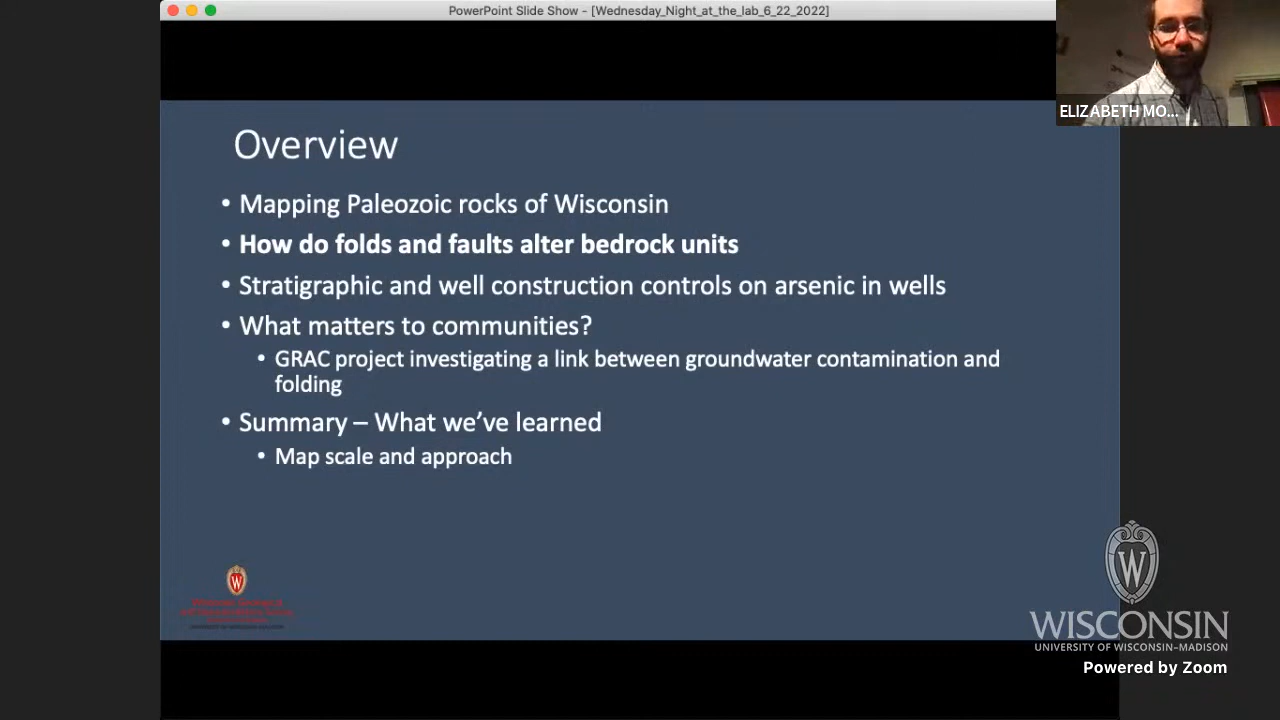 PowerPoint Slide Show - [Wednesday_Night_at_the_lab_6_22_2022]
ELIZABETH MO...
Overview
• Mapping Paleozoic rocks of Wisconsin
• How do folds and faults alter bedrock units
• Stratigraphic and well construction controls on arsenic in wells
• What matters to communities?
• GRAC project investigating a link between groundwater contamination and
folding
• Summary – What we’ve learned
• Map scale and approach
W
W
WISCONSIN
UNIVERSITY OF WISCONSIN–MADISON
Powered by Zoom